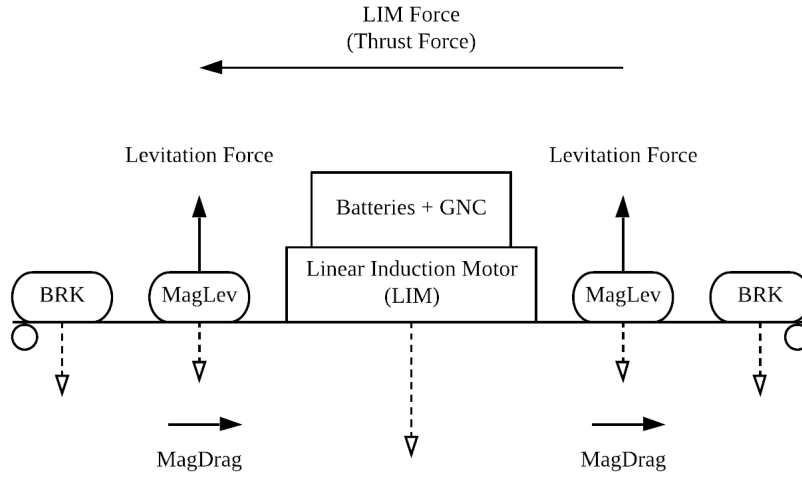 LIM Force
(Thrust Force)
Levitation Force
Levitation Force
Batteries + GNC
Linear Induction Motor
(LIM)
BRK
MagLev
MagLev
BRK
MagDrag
MagDrag